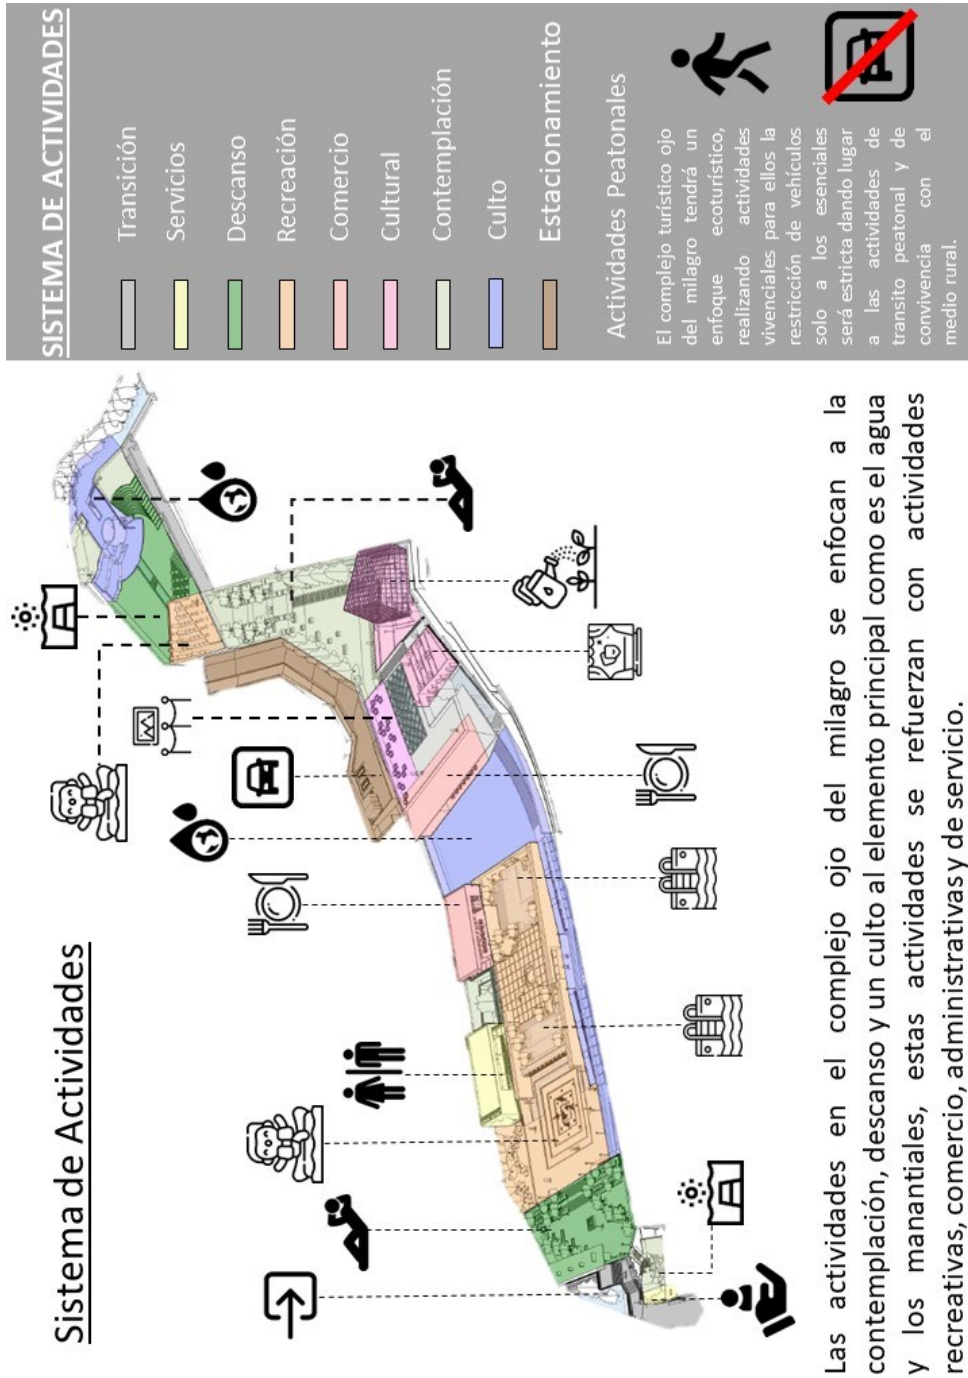 Sistema de Actividades
Las actividades en el complejo ojo del milagro se enfocan a la
contemplación, descanso y un culto al elemento principal como es el agua
y los manantiales, estas actividades se refuerzan con actividades
recreativas, comercio, administrativas y de servicio.
SISTEMA DE ACTIVIDADES
Transición
Servicios
Descanso
Recreación
Comercio
Cultural
Contemplación
Culto
Estacionamiento
Actividades Peatonales
El complejo turístico ojo
del milagro tendrá un
enfoque ecoturístico,
realizando actividades
vivenciales para ellos la
restricción de vehículos
solo a los esenciales
será estricta dando lugar
a las actividades de
transito peatonal y de
convivencia con el
medio rural.